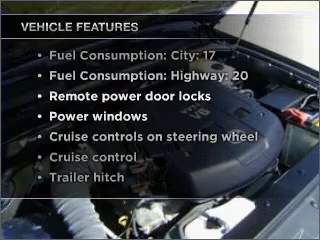 VEHICLE FEATURES
• Fuel Consumption: City: 17
• Fuel Consumption: Highway: 20
• Remote power door locks
• Power windows
• Cruise controls on steering wheel
• Cruise control
• Trailer hitch
V6